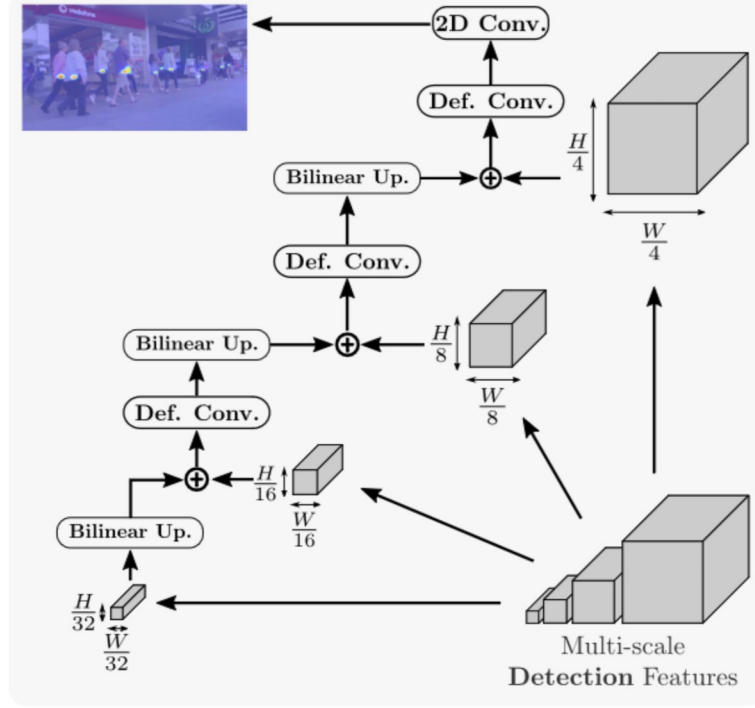 vodafone
2D Conv.
Def. Conv.
H
4
W
4
Bilinear Up.
Def. Conv.
H
8
W
8
Bilinear Up.
Def. Conv.
H
16
W
16
Bilinear Up.
H
32
W
32
Multi-scale
Detection Features